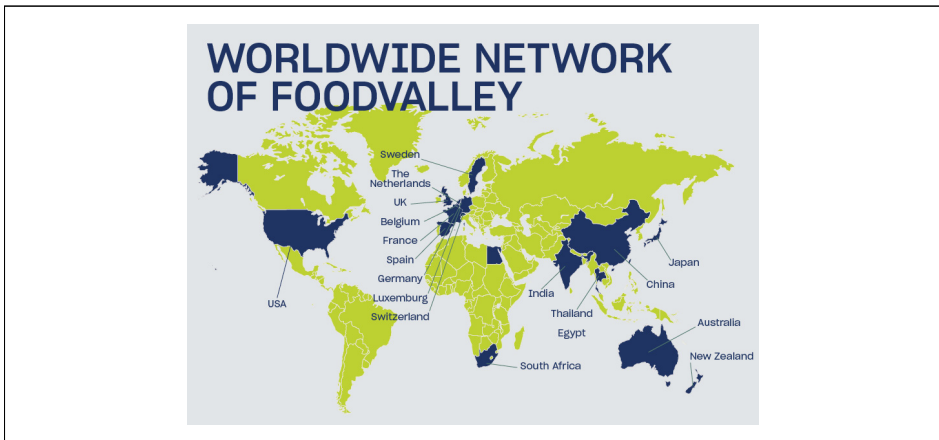 WORLDWIDE NETWORK
OF FOODVALLEY
Sweden
The
Netherlands
UK
Belgium
France
Spain
Germany
Luxemburg
Switzerland
USA
India
Thailand
Egypt
Japan
China
Australia
New Zealand
South Africa